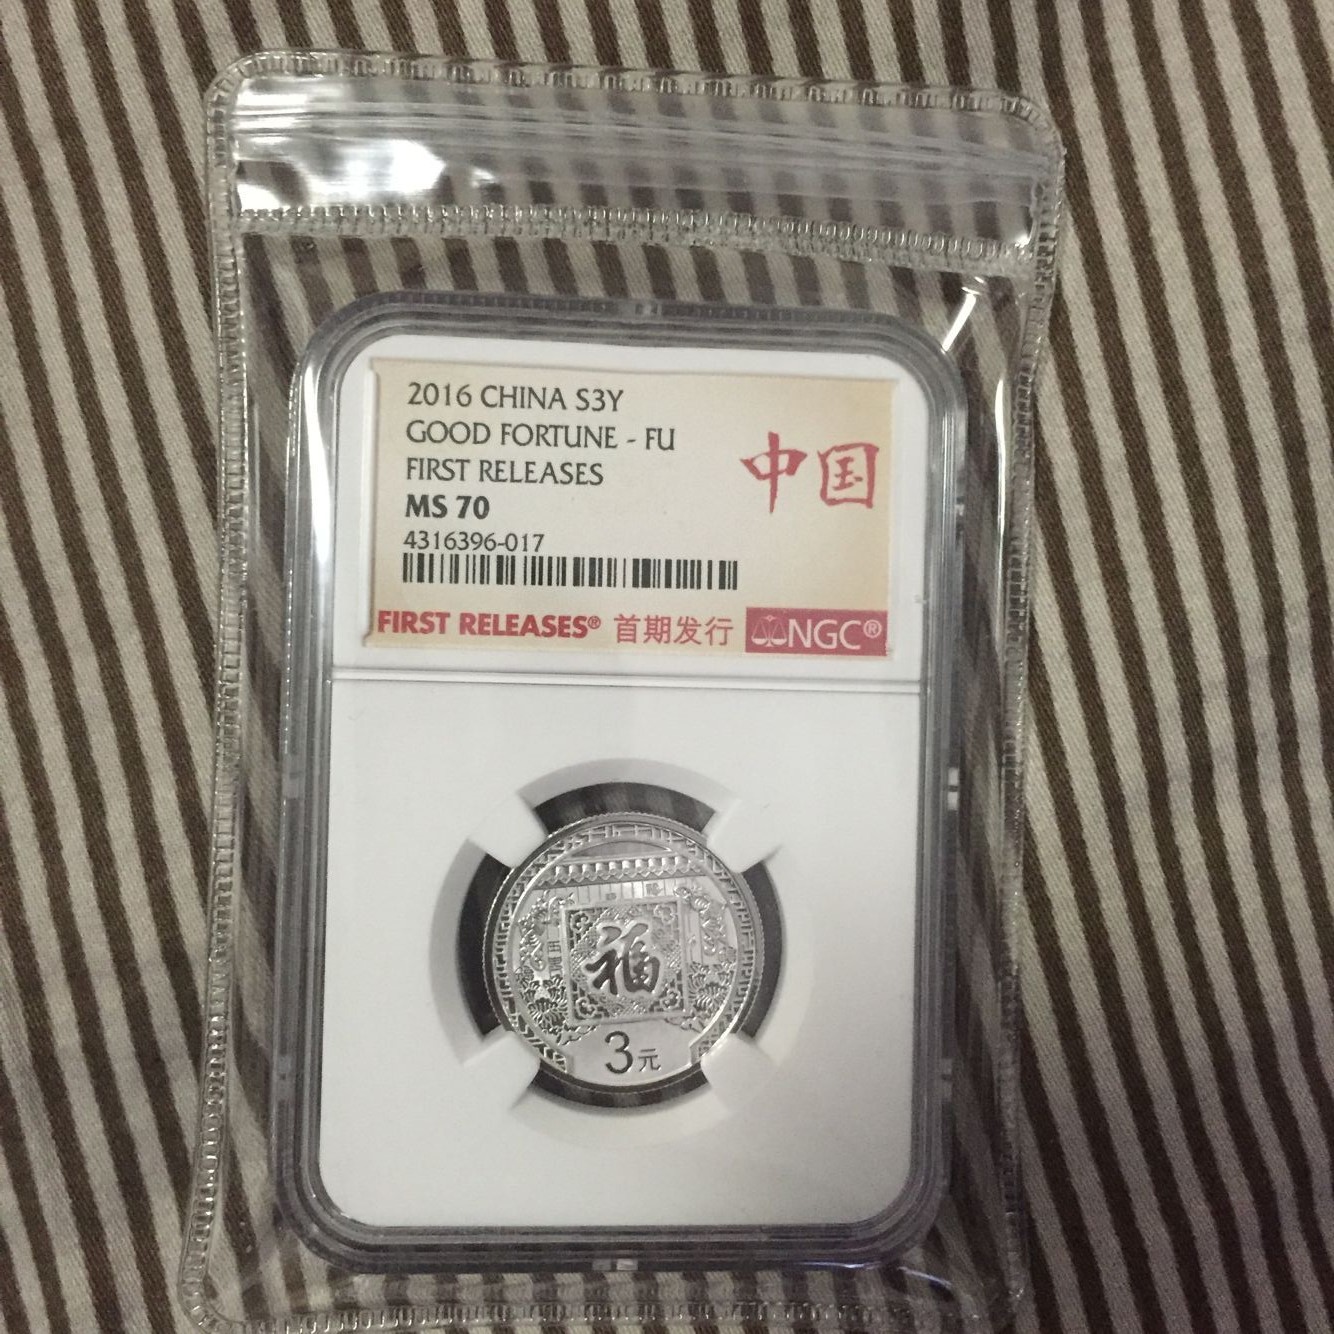 2016 CHINA S3Y
GOOD FORTUNE - FU
FIRST RELEASES
MS 70
4316396-017
中国
FIRST RELEASES® 首期发行 NGC®
福
3元